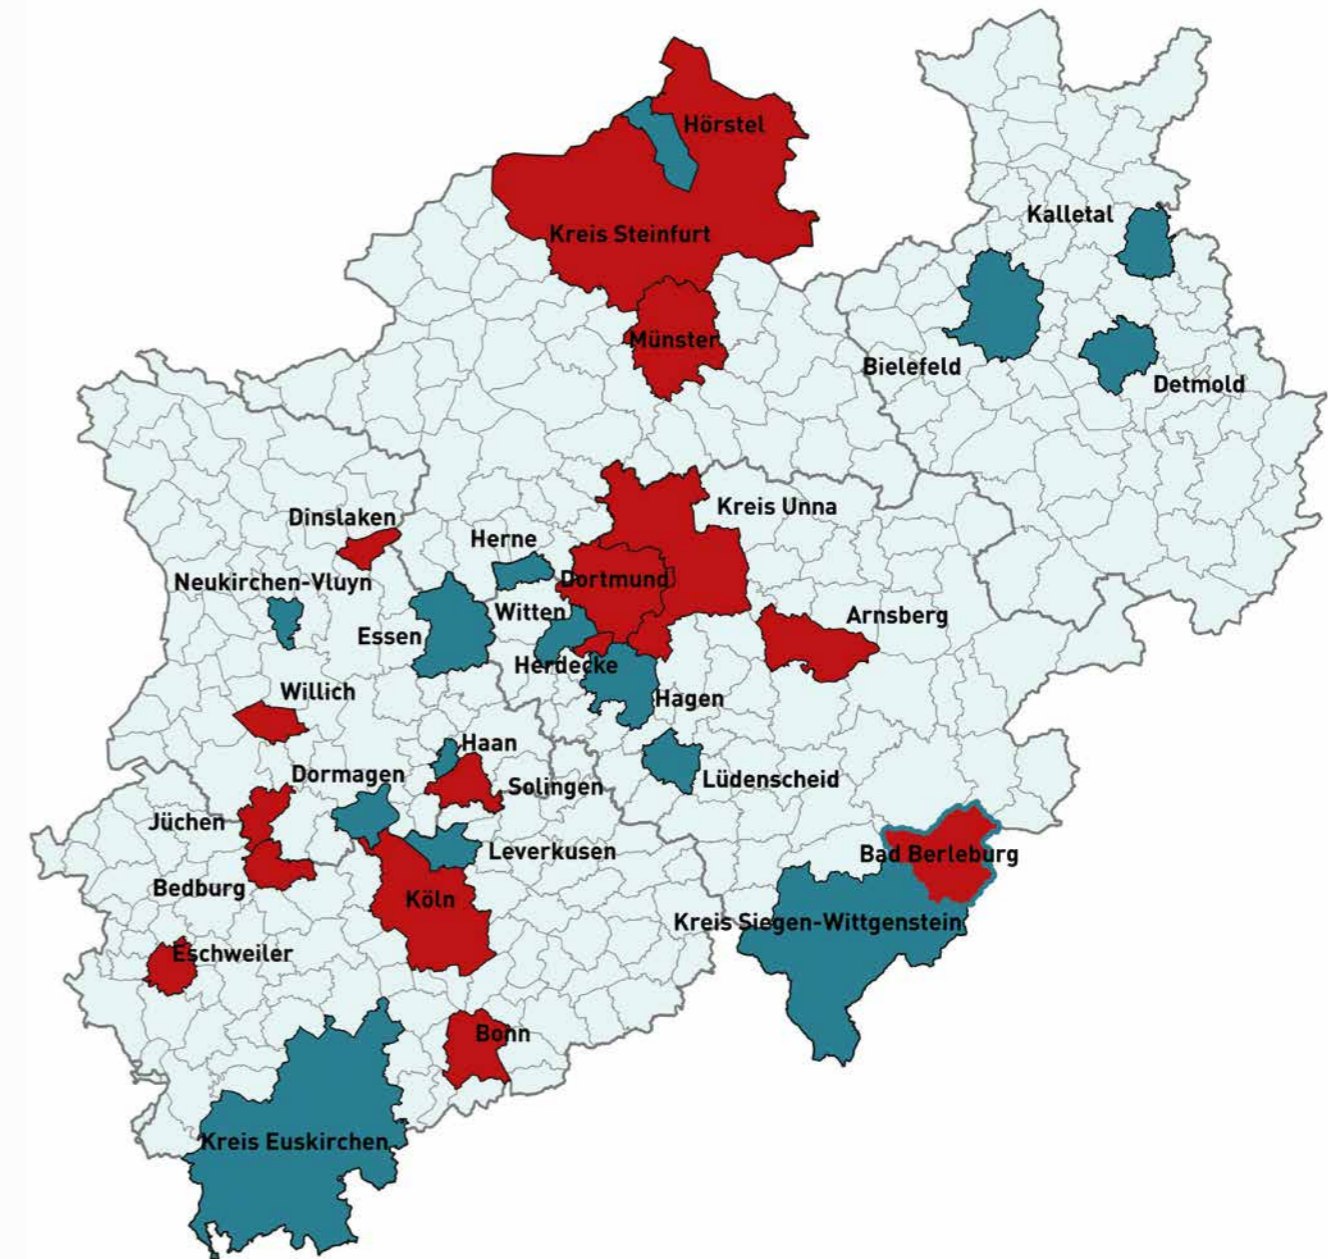 Hörstel
Kalletal
Kreis Steinfurt
Münster
Bielefeld
Detmold
Kreis Unna
Dinslaken
Herne
Dortmund
Neukirchen-Vluyn
Witten
Arnsberg
Essen
Herdecke
Willich
Hagen
Haan
Dormagen
Lüdenscheid
Solingen
Jüchen
Leverkusen
Bad Berleburg
Bedburg
Köln
Kreis Siegen-Wittgenstein
Eschweiler
Bonn
Kreis Euskirchen